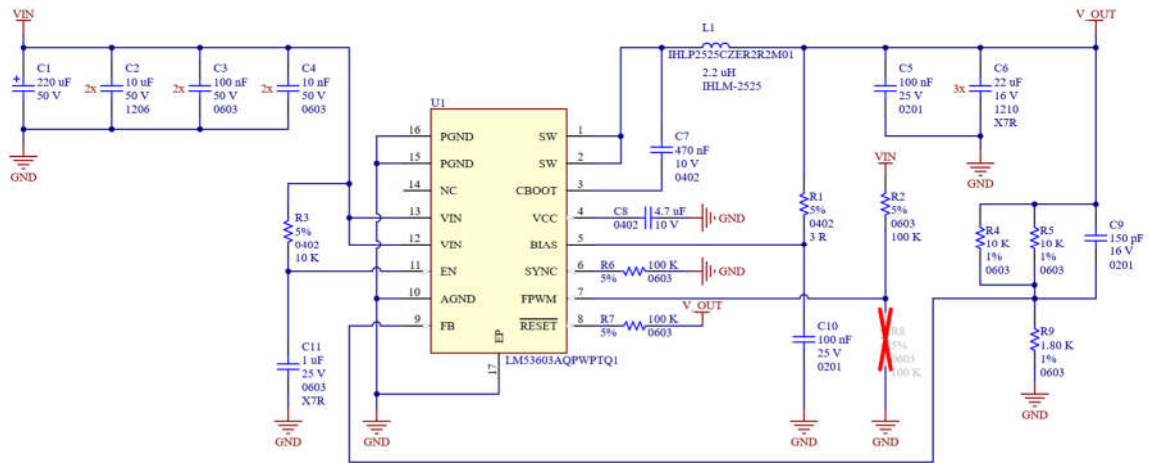 VIN
C1
220 uF
50 V
2x
C2
10 uF
50 V
1206
2x
C3
100 nF
50 V
0603
2x
C4
10 nF
50 V
0603
GND
L1
IHLP2525CZER2R2M01
2.2 uH
IHLM-2525
V_OUT
C5
100 nF
25 V
0201
3x
C6
22 uF
16 V
1210
X7R
GND
U1
16 PGND
15 PGND
14 NC
13 VIN
12 VIN
11 EN
10 AGND
9 FB
EP
17
SW 1
SW 2
CBOOT 3
VCC 4
BIAS 5
SYNC 6
FPWM 7
RESET 8
LM53603AQPWPTQ1
C7
470 nF
10 V
0402
C8
0402
4.7 uF
10 V
GND
R1
5%
0402
3 R
VIN
R2
5%
0603
100 K
R3
5%
0402
10 K
R6
5%
100 K
0603
GND
R7
5%
100 K
0603
V_OUT
R4
10 K
1%
0603
R5
10 K
1%
0603
C9
150 pF
16 V
0201
C11
1 uF
25 V
0603
X7R
GND
GND
C10
100 nF
25 V
0201
GND
R8
5%
0603
100 K
GND
R9
1.80 K
1%
0603
GND